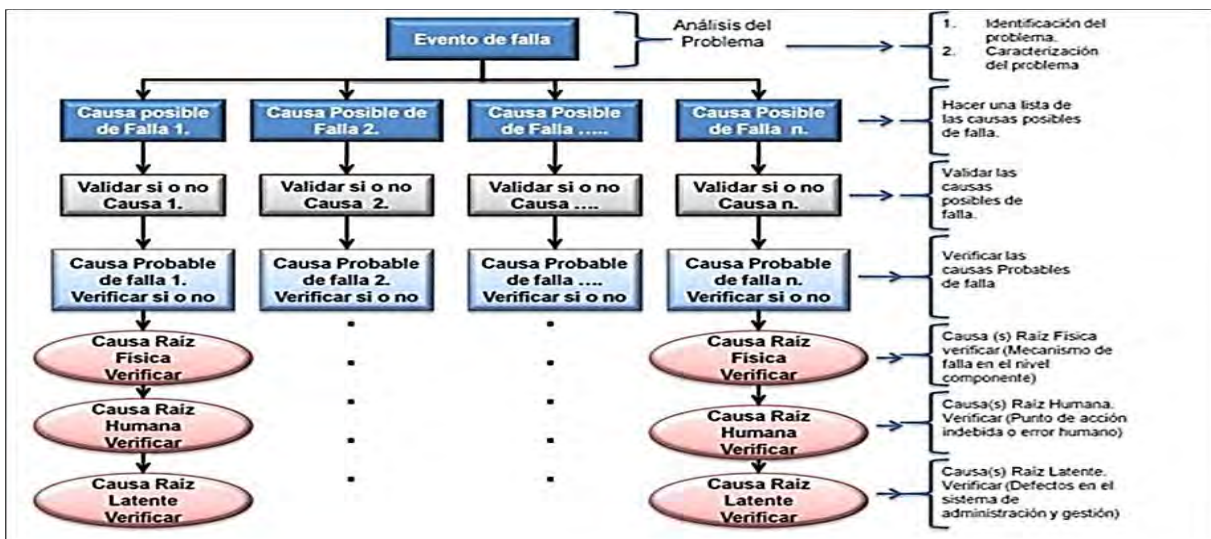 Evento de falla
Análisis del
Problema
1. Identificación del
problema.
2. Caracterización
del problema
Causa posible
de Falla 1.
Causa Posible de
Falla 2.
Causa Posible
de Falla .....
Causa Posible
de Falla n.
Hacer una lista de
las causas posibles
de falla.
Validar si o no
Causa 1.
Validar si o no
Causa 2.
Validar si o no
Causa ....
Validar si o no
Causa n.
Validar las
causas
posibles de
falla.
Causa Probable
de falla 1.
Verificar si o no
Causa Probable
de falla 2.
Verificar si o no
Causa Probable
de falla ....
Verificar si o no
Causa Probable
de falla n.
Verificar si o no
Verificar las
causas Probables
de falla
Causa Raíz
Física
Verificar
Causa Raíz
Física
Verificar
Causa (s) Raíz Física
verificar (Mecanismo de
falla en el nivel
componente)
Causa Raíz
Humana
Verificar
Causa Raíz
Humana
Verificar
Causa(s) Raíz Humana.
Verificar (Punto de acción
indebida o error humano)
Causa Raíz
Latente
Verificar
Causa Raíz
Latente
Verificar
Causa(s) Raíz Latente.
Verificar (Defectos en el
sistema de
administración y gestión)